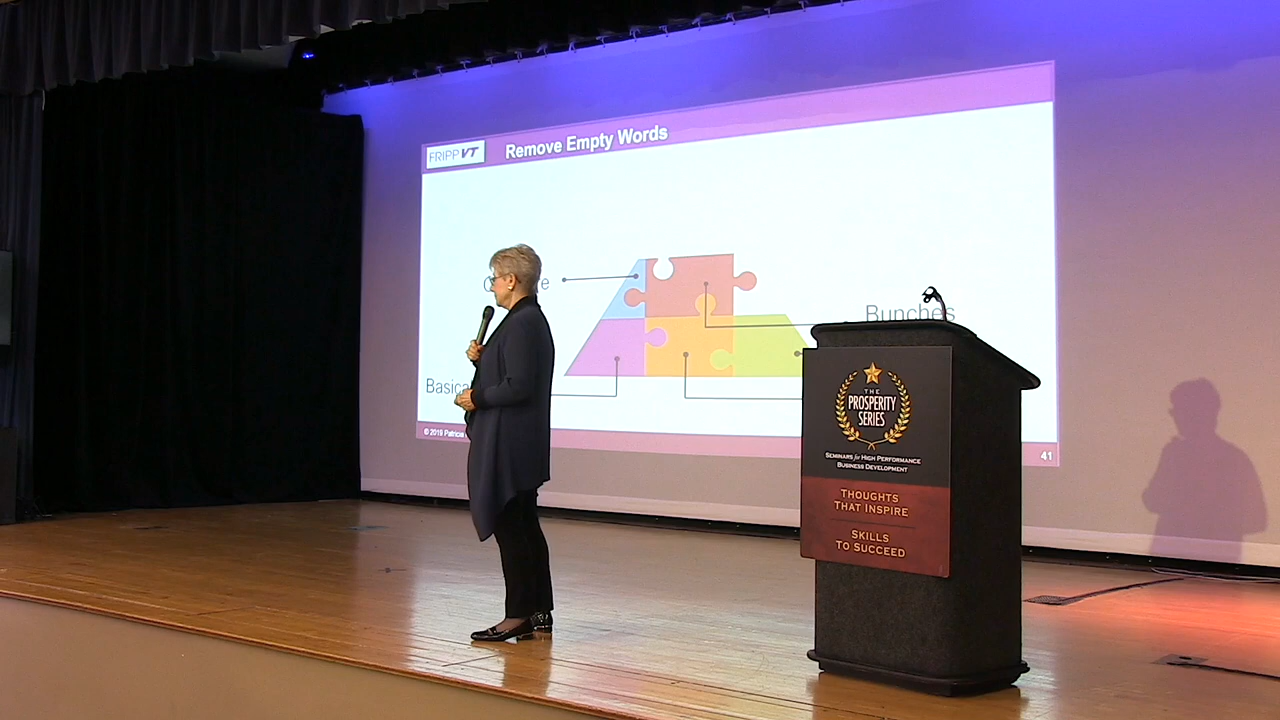 FRIPP VT
Remove Empty Words
Bunches
© 2019 Patricia
41
THE
PROSPERITY
SERIES
SEMINARS for HIGH PERFORMANCE
BUSINESS DEVELOPMENT
THOUGHTS
THAT INSPIRE
SKILLS
TO SUCCEED